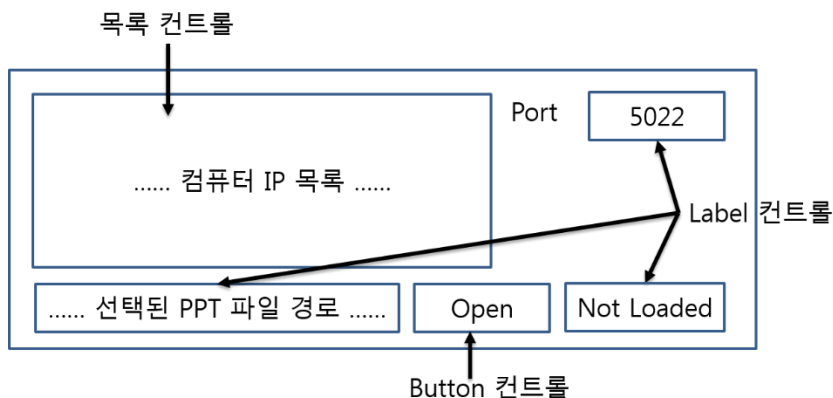 목록 컨트롤
Port
5022
...... 컴퓨터 IP 목록 ......
Label 컨트롤
...... 선택된 PPT 파일 경로 ......
Open
Not Loaded
Button 컨트롤